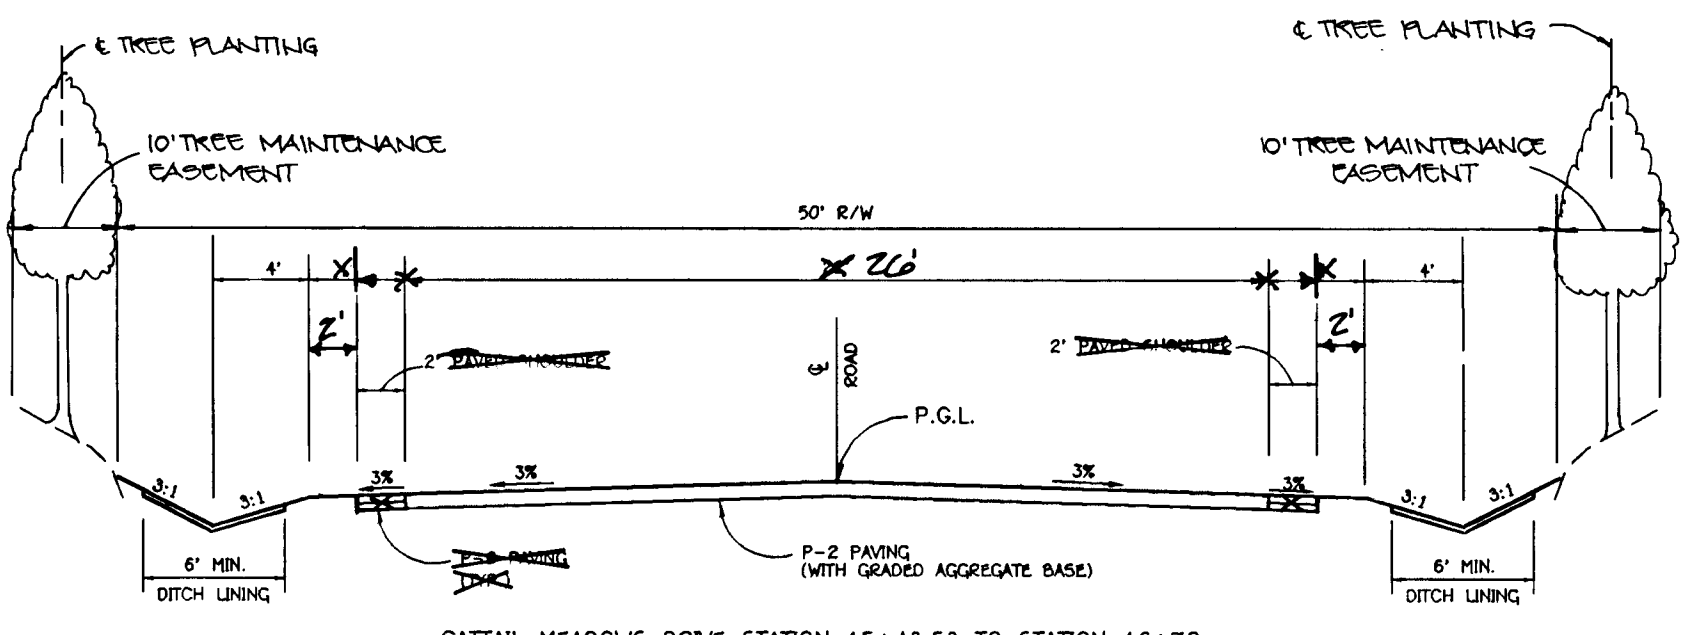 ℄ TREE PLANTING
℄ TREE PLANTING
10' TREE MAINTENANCE
EASEMENT
10' TREE MAINTENANCE
EASEMENT
50' R/W
4'
26'
4'
2'
2'
2' PAVED SHOULDER
2' PAVED SHOULDER
℄
ROAD
P.G.L.
3:1
3:1
3%
3%
3%
3%
3:1
3:1
P-2 PAVING
(WITH GRADED AGGREGATE BASE)
PAVING
6' MIN.
DITCH LINING
6' MIN.
DITCH LINING